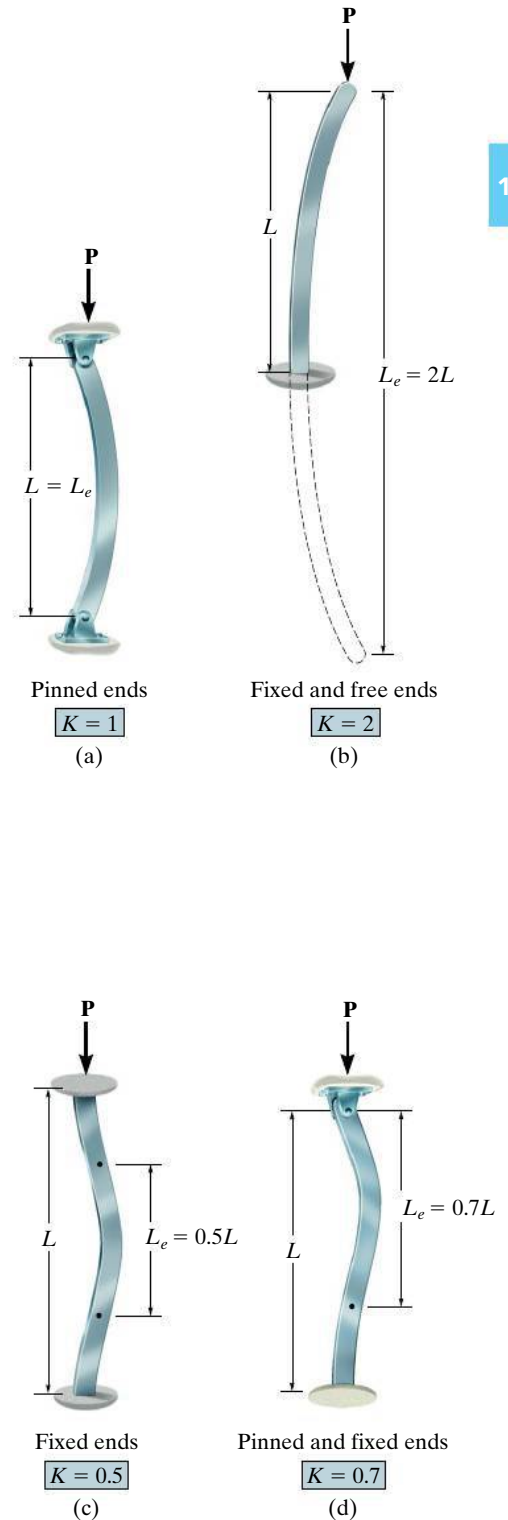 P
1
L
P
L_e = 2L
L = L_e
Pinned ends
K = 1
(a)
Fixed and free ends
K = 2
(b)
P
P
L_e = 0.7L
L
L_e = 0.5L
L
Fixed ends
K = 0.5
(c)
Pinned and fixed ends
K = 0.7
(d)